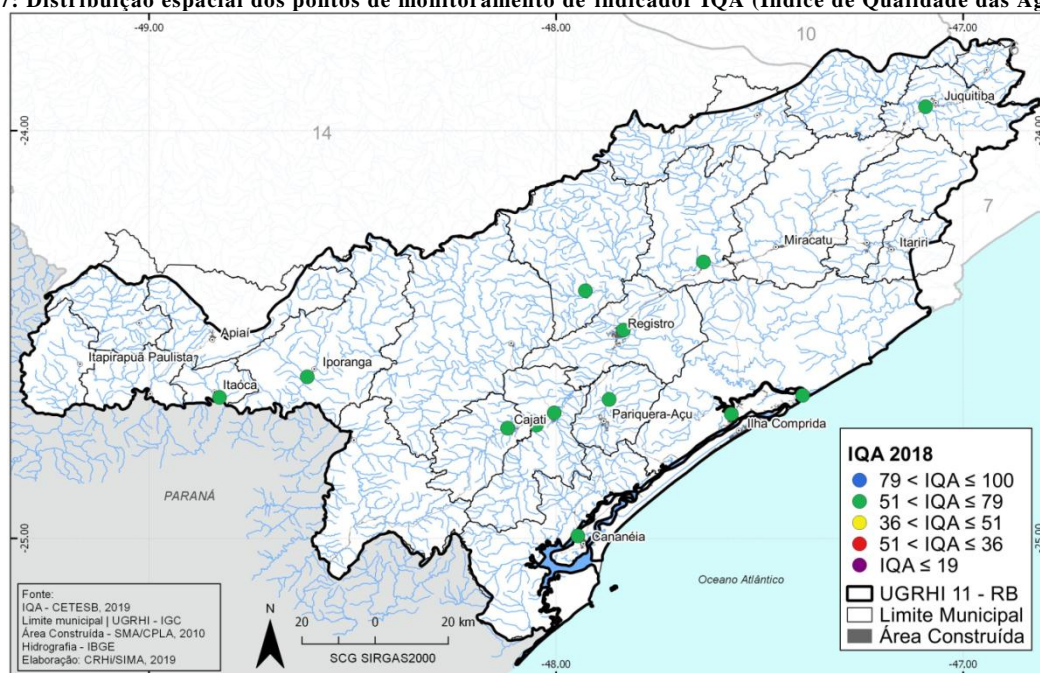 7: Distribuição espacial dos pontos de monitoramento de indicador IQA (Índice de Qualidade das
-49.00
-48.00
-47.00
10
-24.00
14
Juquitiba
-24.00
7
Miracatu
Itariri
Registro
Apiaí
Itapirapuã Paulista
Iporanga
Itaóca
Cajati
Pariquera-Açu
Ilha Comprida
PARANÁ
-25.00
Cananéia
-25.00
Oceano Atlântico
IQA 2018
79 < IQA ≤ 100
51 < IQA ≤ 79
36 < IQA ≤ 51
51 < IQA ≤ 36
IQA ≤ 19
UGRHI 11 - RB
Limite Municipal
Área Construída
Fonte:
IQA - CETESB, 2019
Limite municipal | UGRHI - IGC
Área Construída - SMA/CPLA, 2010
Hidrografia - IBGE
Elaboração: CRHi/SIMA, 2019
N
20 0 20 km
SCG SIRGAS2000
-48.00
-47.00